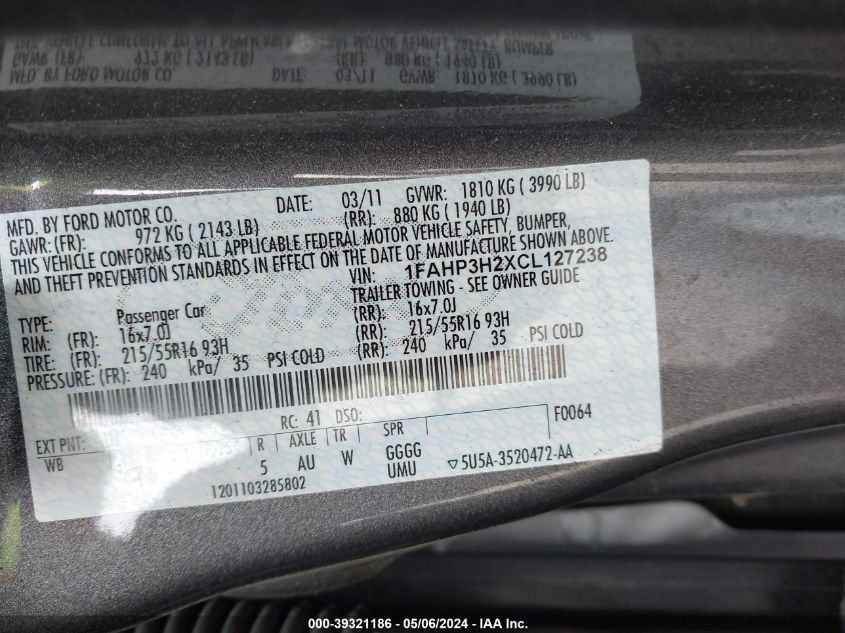 MFD. BY FORD MOTOR CO. DATE: 03/11 GVWR: 1810 KG ( 3990 LB)
GAWR:(FR): 972 KG ( 2143 LB) (RR): 880 KG ( 1940 LB)
THIS VEHICLE CONFORMS TO ALL APPLICABLE FEDERAL MOTOR VEHICLE SAFETY, BUMPER,
AND THEFT PREVENTION STANDARDS IN EFFECT ON THE DATE OF MANUFACTURE SHOWN ABOVE.
VIN: 1FAHP3H2XCL127238
TYPE: Passenger Car TRAILER TOWING - SEE OWNER GUIDE
RIM: (FR): 16x7.0J (RR): 16x7.0J
TIRE: (FR): 215/55R16 93H (RR): 215/55R16 93H
PRESSURE: (FR): 240 kPa/ 35 PSI COLD (RR): 240 kPa/ 35 PSI COLD
EXT PNT: RC: 41 DSO: F0064
WB R AXLE TR SPR
5 AU W GGGG
UMU 5U5A-3520472-AA
1201103285802
000-39321186 - 05/06/2024 - IAA Inc.